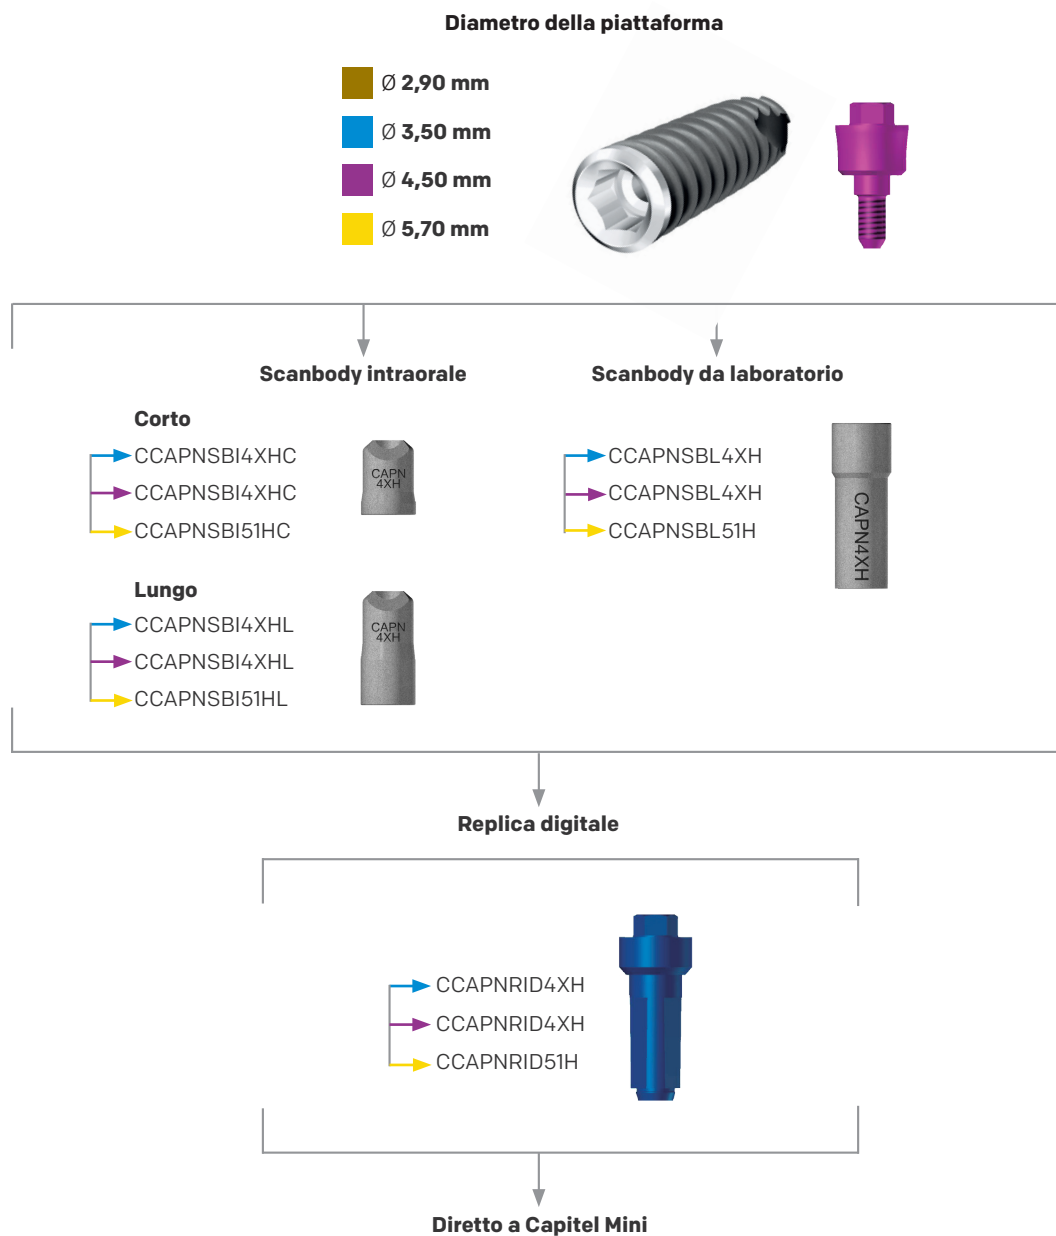 Diametro della piattaforma
Ø 2,90 mm
Ø 3,50 mm
Ø 4,50 mm
Ø 5,70 mm
Scanbody intraorale
Corto
CCAPNSBI4XHC
CCAPNSBI4XHC
CCAPNSBI51HC
CAPN
4XH
Lungo
CCAPNSBI4XHL
CCAPNSBI4XHL
CCAPNSBI51HL
CAPN
4XH
Scanbody da laboratorio
CCAPNSBL4XH
CCAPNSBL4XH
CCAPNSBL51H
CAPN4XH
Replica digitale
CCAPNRID4XH
CCAPNRID4XH
CCAPNRID51H
Diretto a Capitel Mini